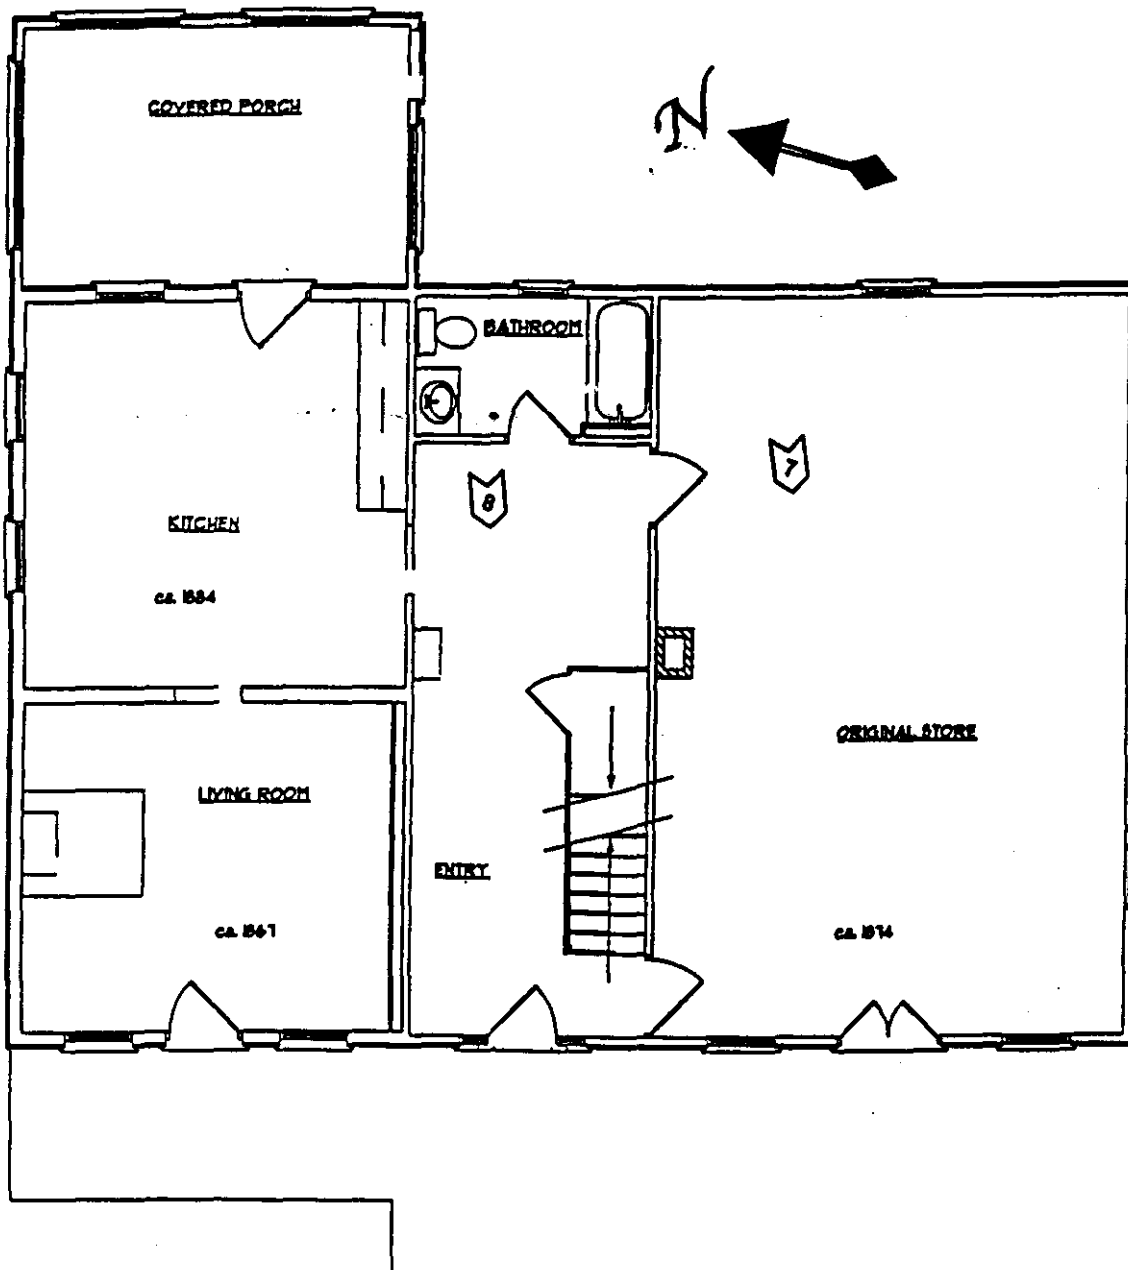 COVERED PORCH
N
BATHROOM
7
8
KITCHEN
ca. 1884
ORIGINAL STORE
LIVING ROOM
ENTRY
ca. 1867
ca. 1874